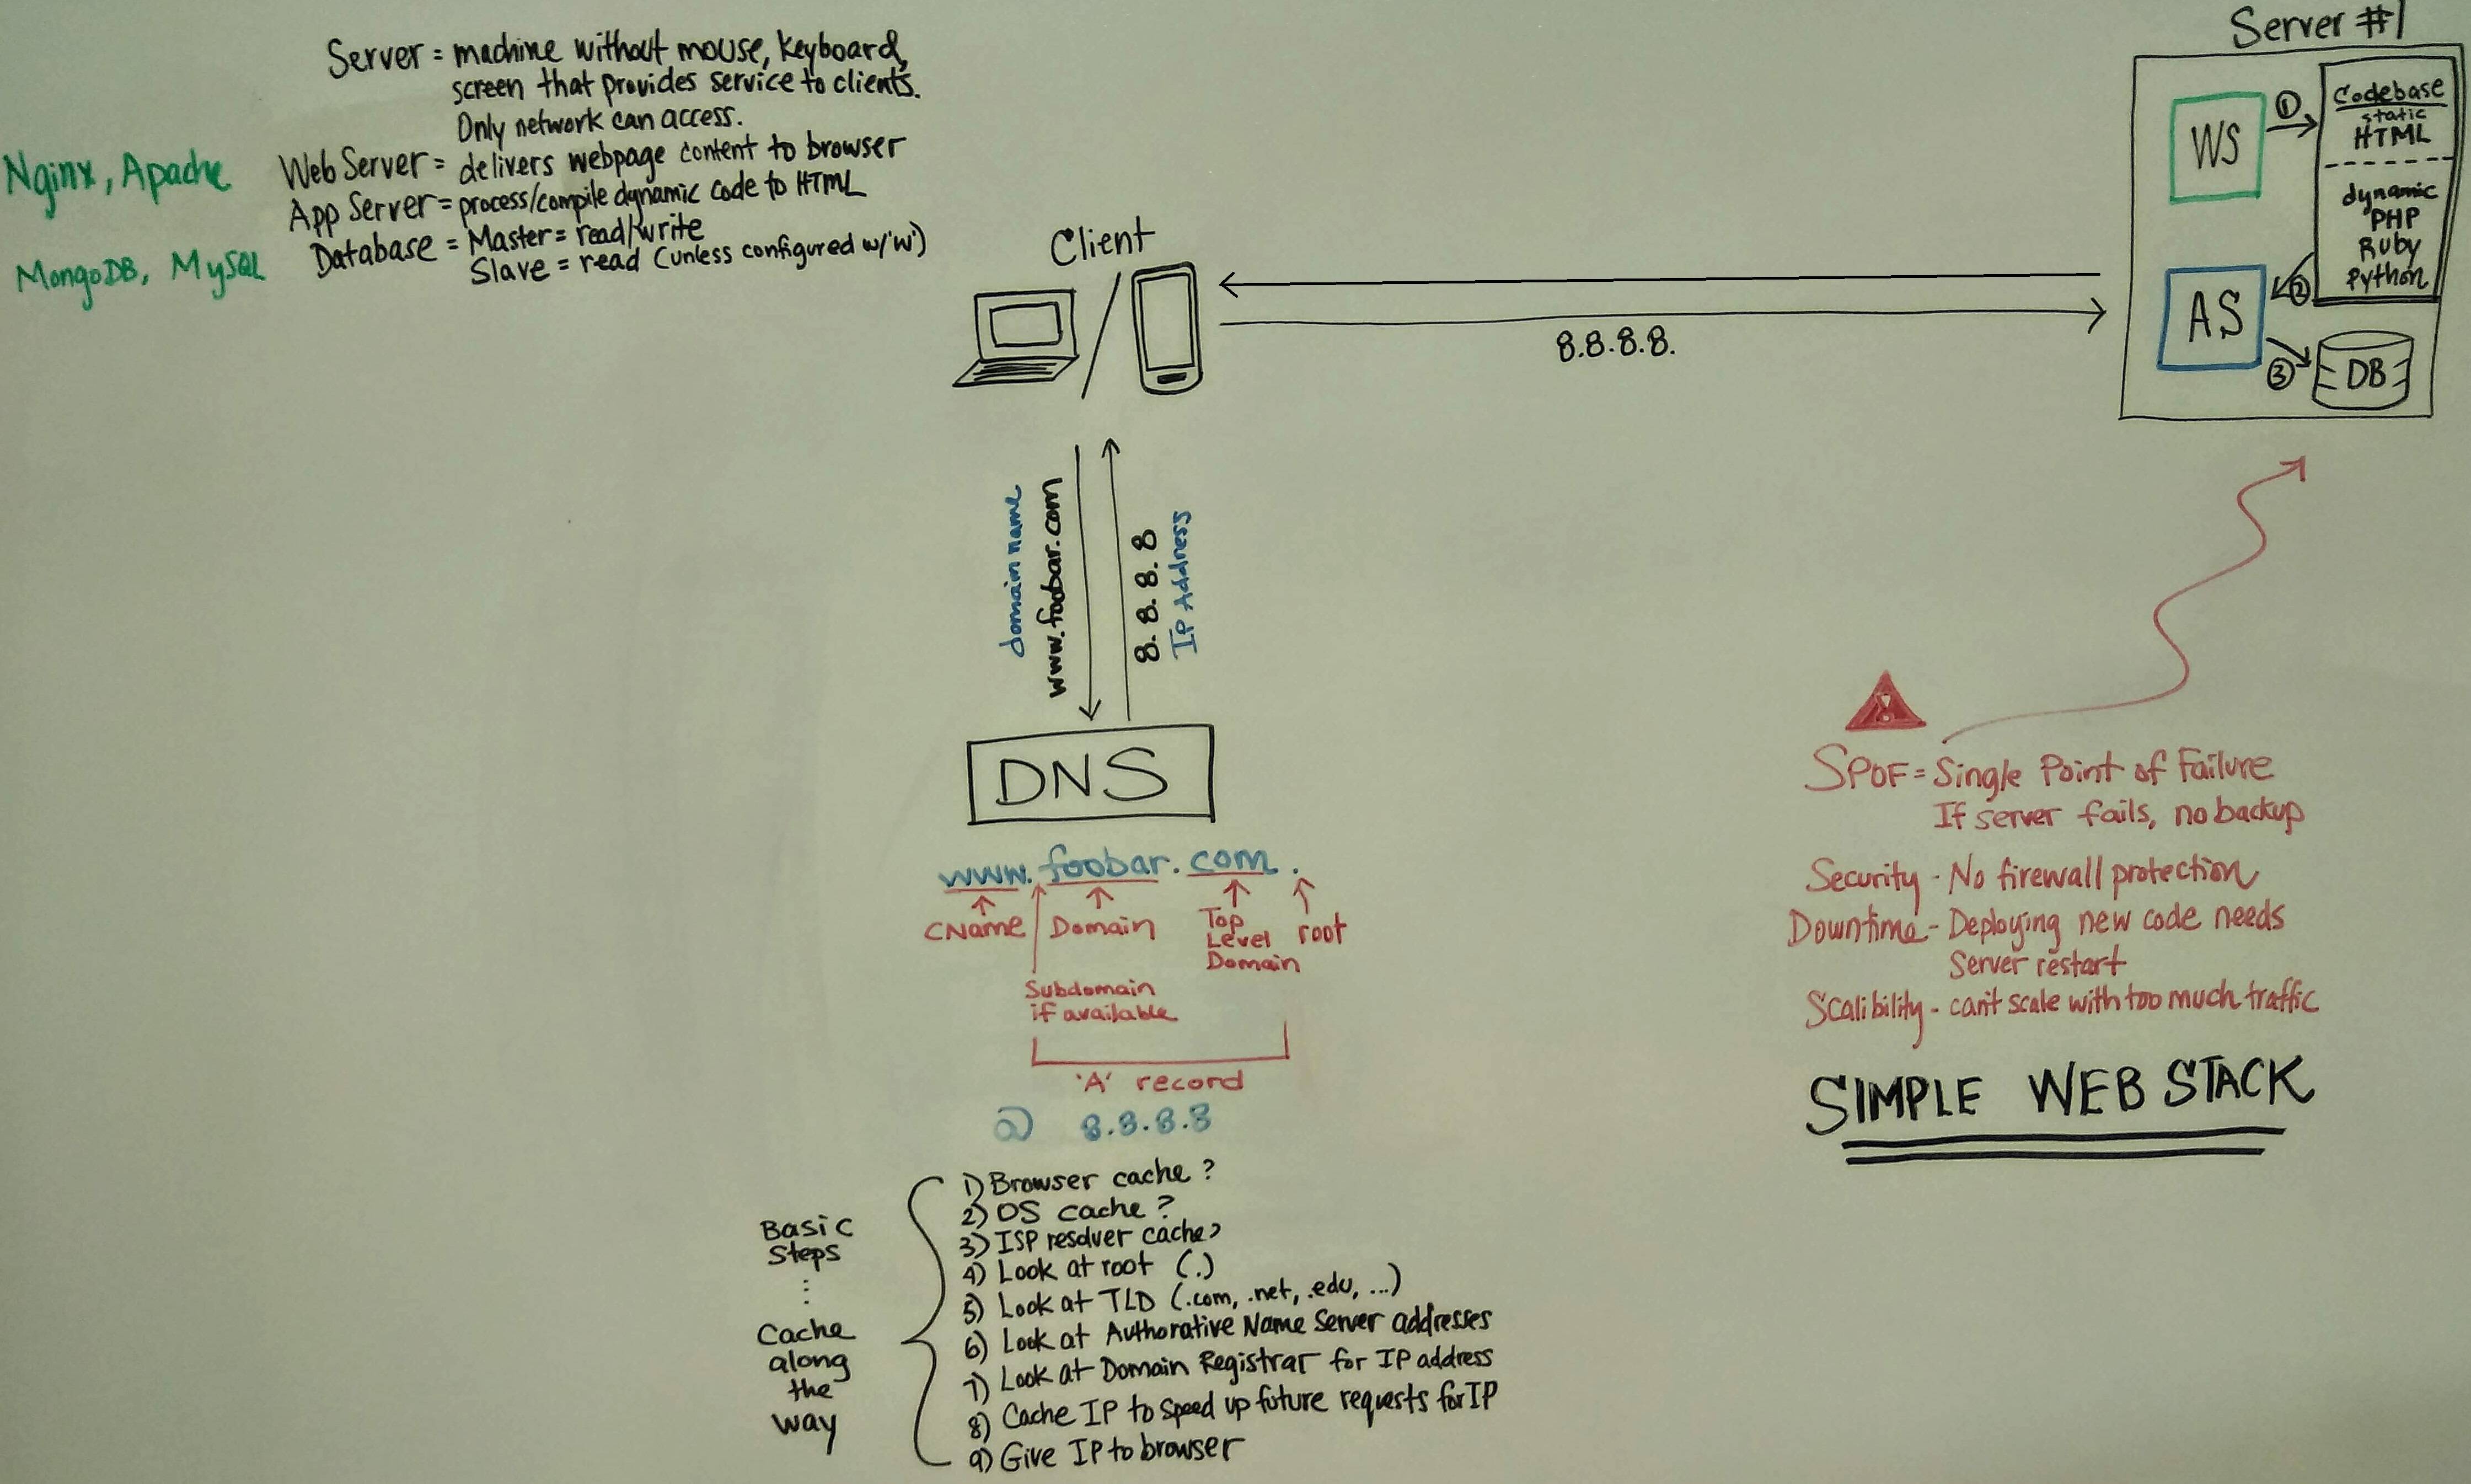 Server = machine without mouse, keyboard,
screen that provides service to clients.
Only network can access.
Nginx, Apache
Web Server = delivers webpage content to browser
App Server = process/compile dynamic code to HTML
MongoDB, MySQL
Database = Master = read/write
Slave = read (unless configured w/'w')
Client
8.8.8.8.
Server #1
WS
①
Codebase
static
HTML
dynamic
PHP
Ruby
Python
②
AS
③
DB
domain name
www.foobar.com
8.8.8.8
IP Address
DNS
www.foobar.com.
CName
Domain
Top
Level
Domain
root
Subdomain
if available
'A' record
@ 8.8.8.8
Basic
Steps
...
Cache
along
the
way
1) Browser cache?
2) OS cache?
3) ISP resolver cache?
4) Look at root (.)
5) Look at TLD (.com, .net, .edu, ...)
6) Look at Authorative Name Server addresses
7) Look at Domain Registrar for IP address
8) Cache IP to speed up future requests for IP
9) Give IP to browser
!
SPOF = Single Point of Failure
If server fails, no backup
Security - No firewall protection
Downtime - Deploying new code needs
Server restart
Scalibility - can't scale with too much traffic
SIMPLE WEB STACK